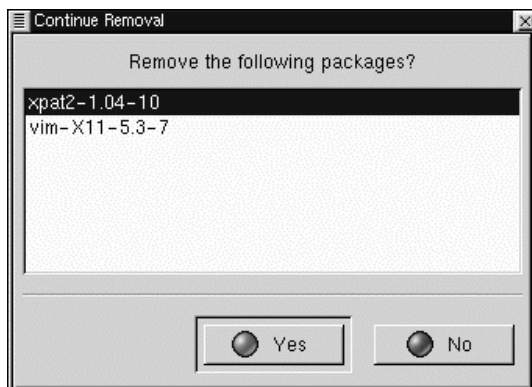 Continue Removal
Remove the following packages?
xpat2-1.04-10
vim-X11-5.3-7
Yes
No